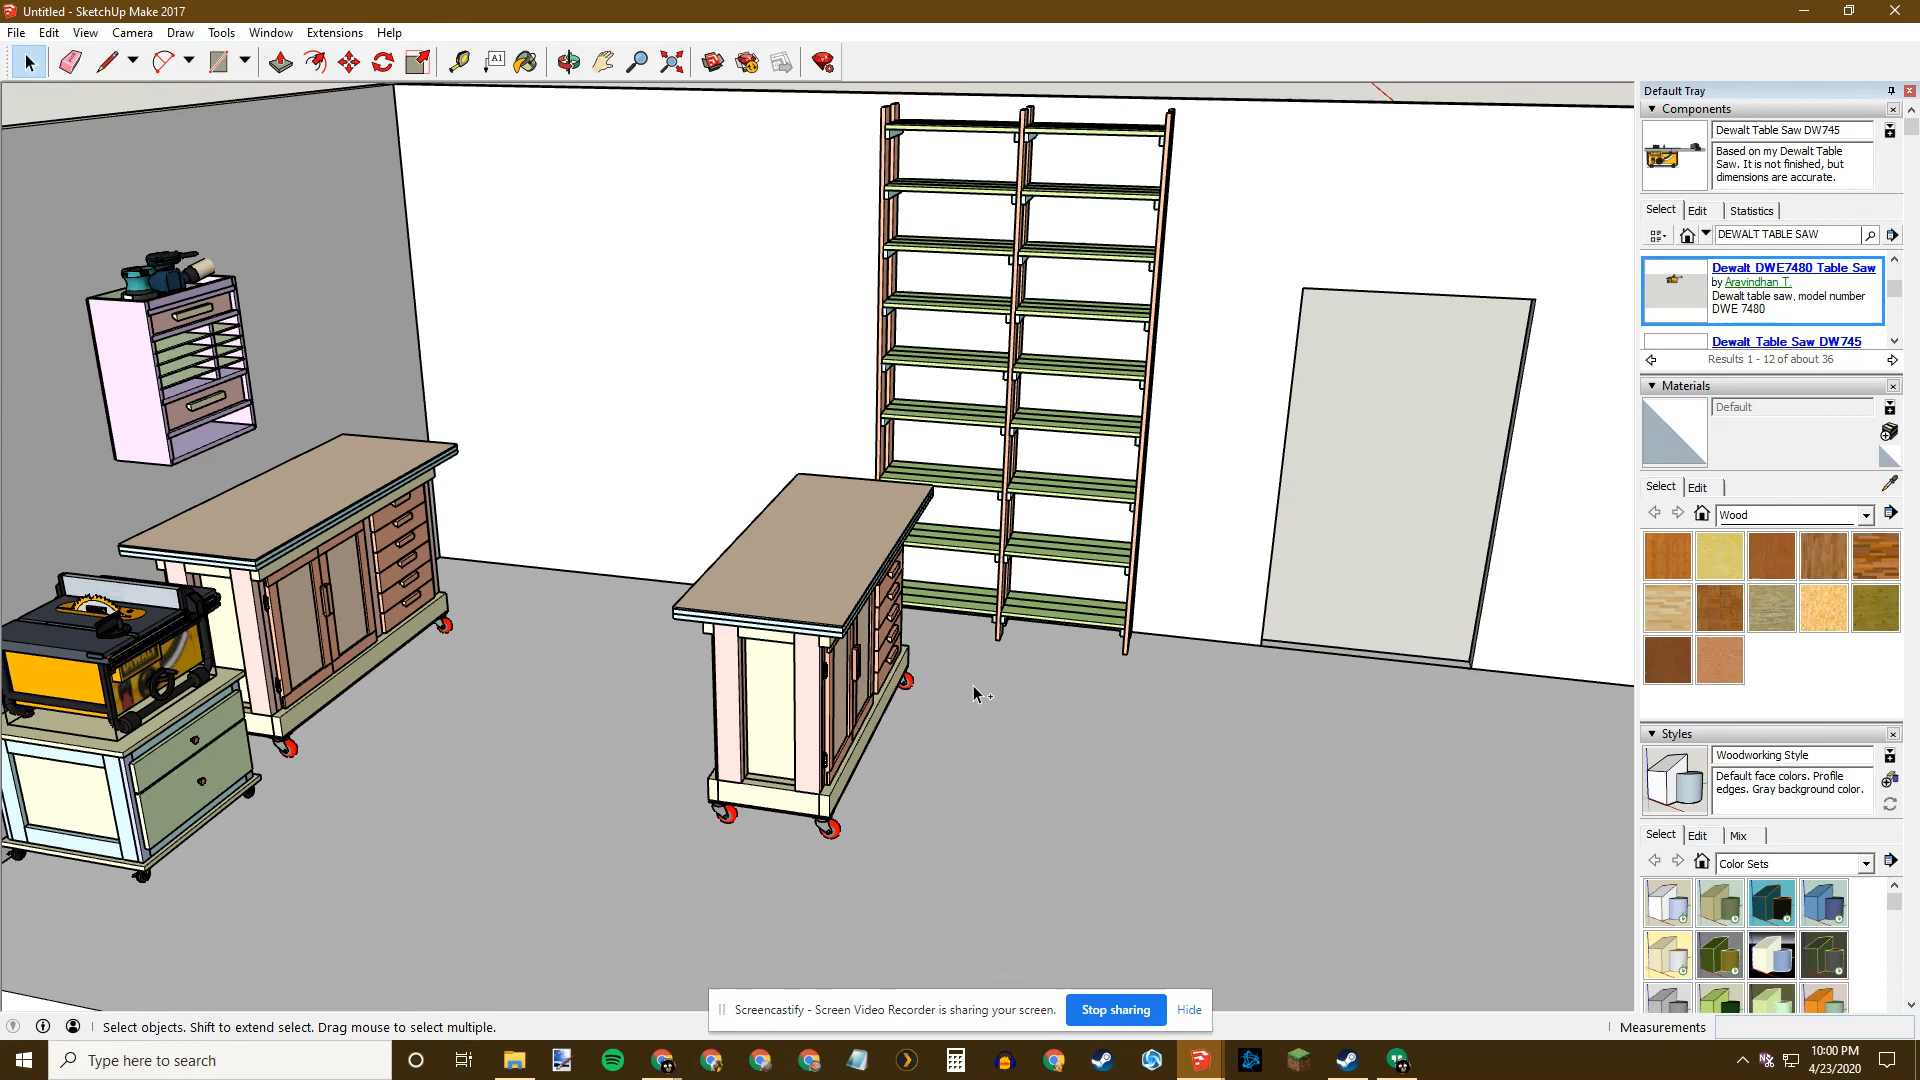 Untitled - SketchUp Make 2017
File Edit View Camera Draw Tools Window Extensions Help
A1
Default Tray
Components
Dewalt Table Saw DW745
Based on my Dewalt Table
Saw. It is not finished, but
dimensions are accurate.
Select Edit Statistics
DEWALT TABLE SAW
Dewalt DWE7480 Table Saw
by Aravindhan T.
Dewalt table saw, model number
DWE 7480
Dewalt Table Saw DW745
Results 1 - 12 of about 36
Materials
Default
Select Edit
Wood
Styles
Woodworking Style
Default face colors. Profile
edges. Gray background color.
Select Edit Mix
Color Sets
Screencastify - Screen Video Recorder is sharing your screen. Stop sharing Hide
Select objects. Shift to extend select. Drag mouse to select multiple. Measurements
Type here to search
10:00 PM
4/23/2020